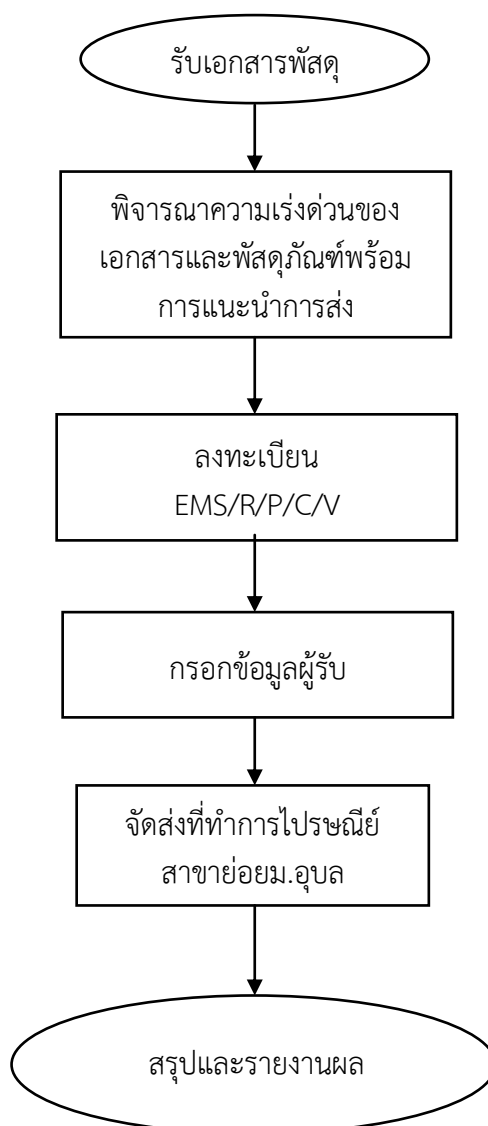 รับเอกสารพัสดุ
พิจารณาความเร่งด่วนของ
เอกสารและพัสดุภัณฑ์พร้อม
การแนะนำการส่ง
ลงทะเบียน
EMS/R/P/C/V
กรอกข้อมูลผู้รับ
จัดส่งที่ทำการไปรษณีย์
สาขาย่อยม.อุบล
สรุปและรายงานผล